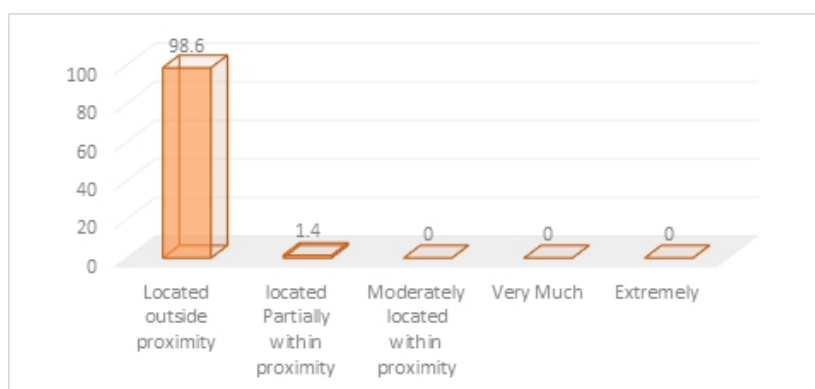 98.6
100
80
60
40
20
0
1.4
0
0
0
Located
outside
proximity
located
Partially
within
proximity
Moderately
located
within
proximity
Very Much
Extremely